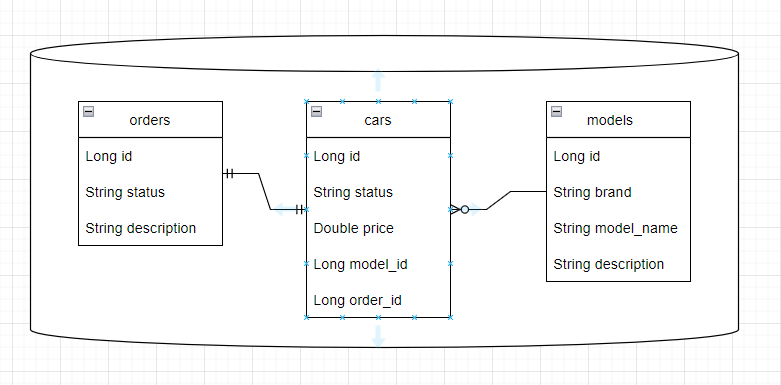 orders
Long id
String status
String description
cars
Long id
String status
Double price
Long model_id
Long order_id
models
Long id
String brand
String model_name
String description